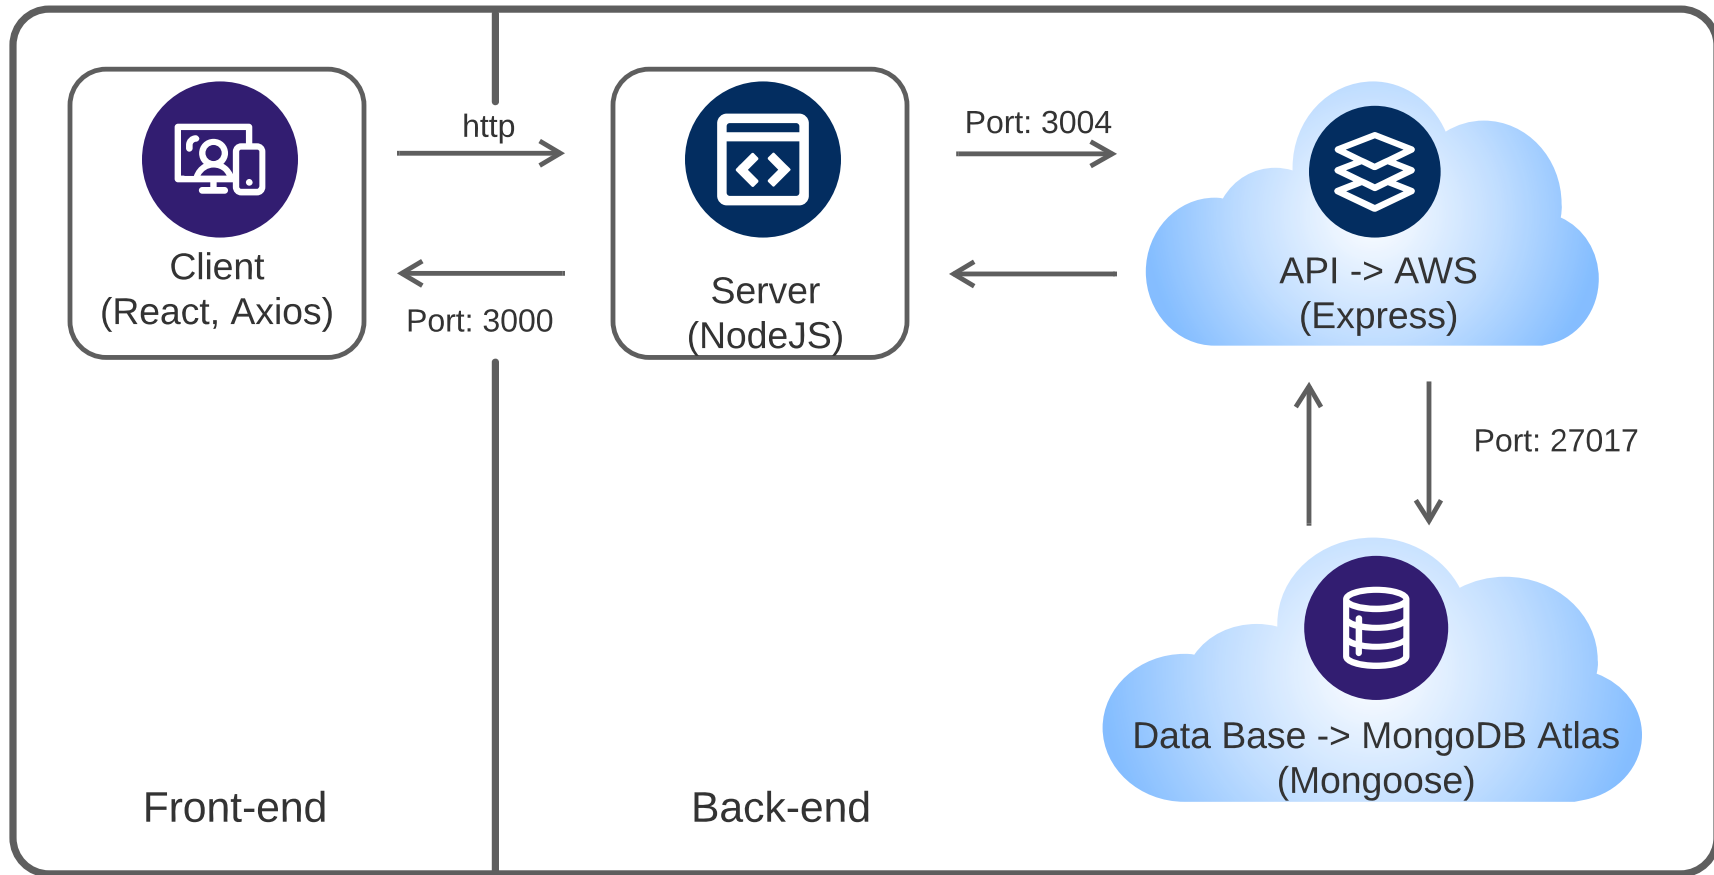 http
Port: 3004
Client
(React, Axios)
Port: 3000
Server
(NodeJS)
API -> AWS
(Express)
Port: 27017
Data Base -> MongoDB Atlas
(Mongoose)
Front-end
Back-end